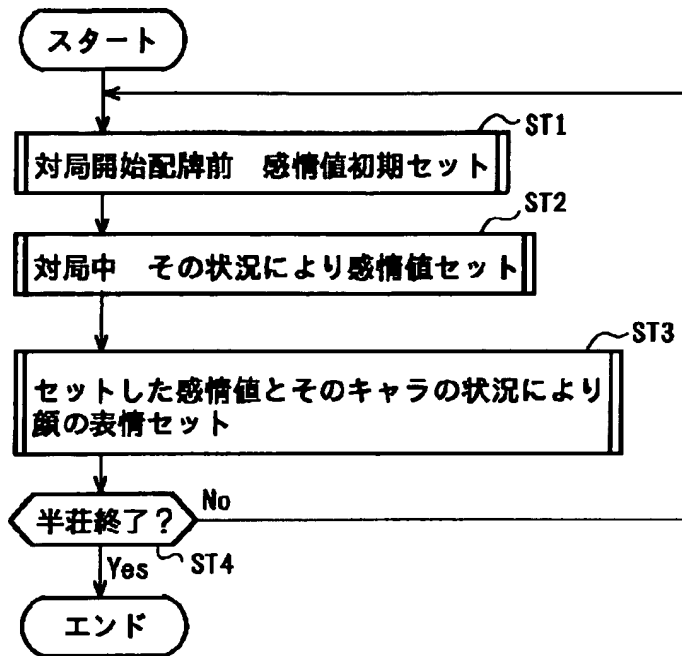 スタート
ST1
対局開始配牌前　感情値初期セット
ST2
対局中　その状況により感情値セット
ST3
セットした感情値とそのキャラの状況により
顔の表情セット
半荘終了？
No
ST4
Yes
エンド